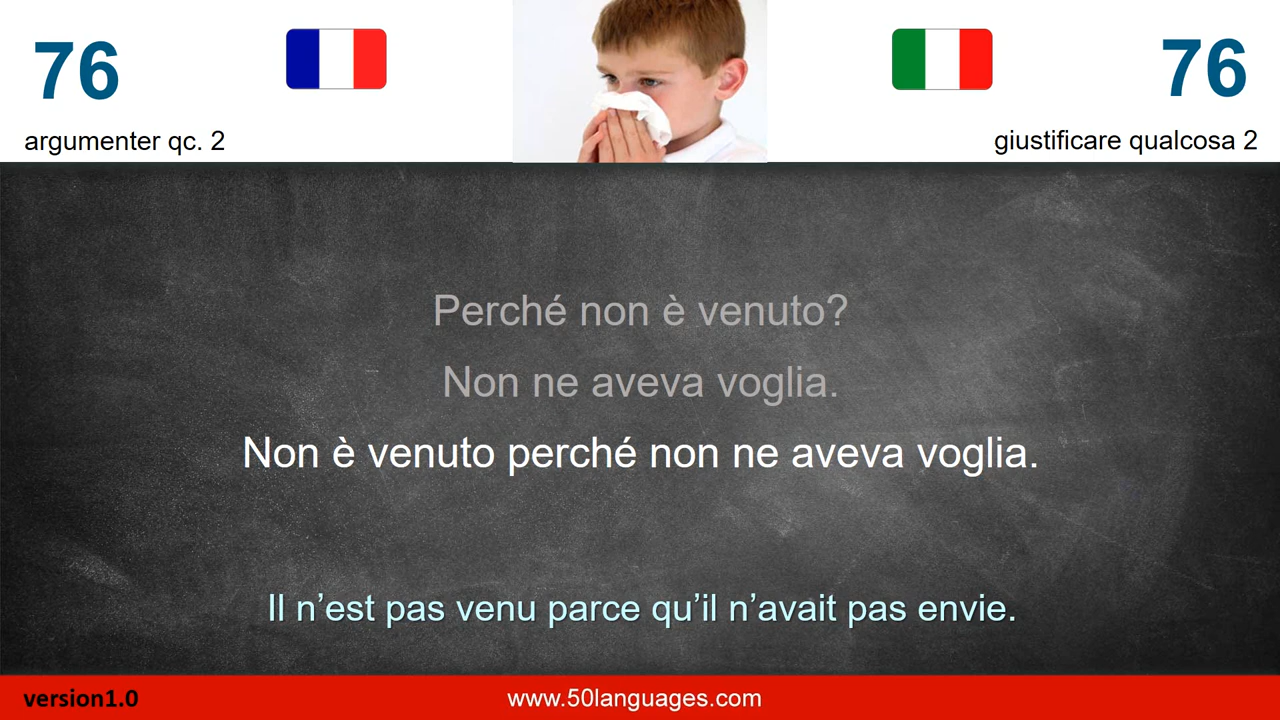 76
76
argumenter qc. 2
giustificare qualcosa 2
Perché non è venuto?
Non ne aveva voglia.
Non è venuto perché non ne aveva voglia.
Il n’est pas venu parce qu’il n’avait pas envie.
version1.0
www.50languages.com